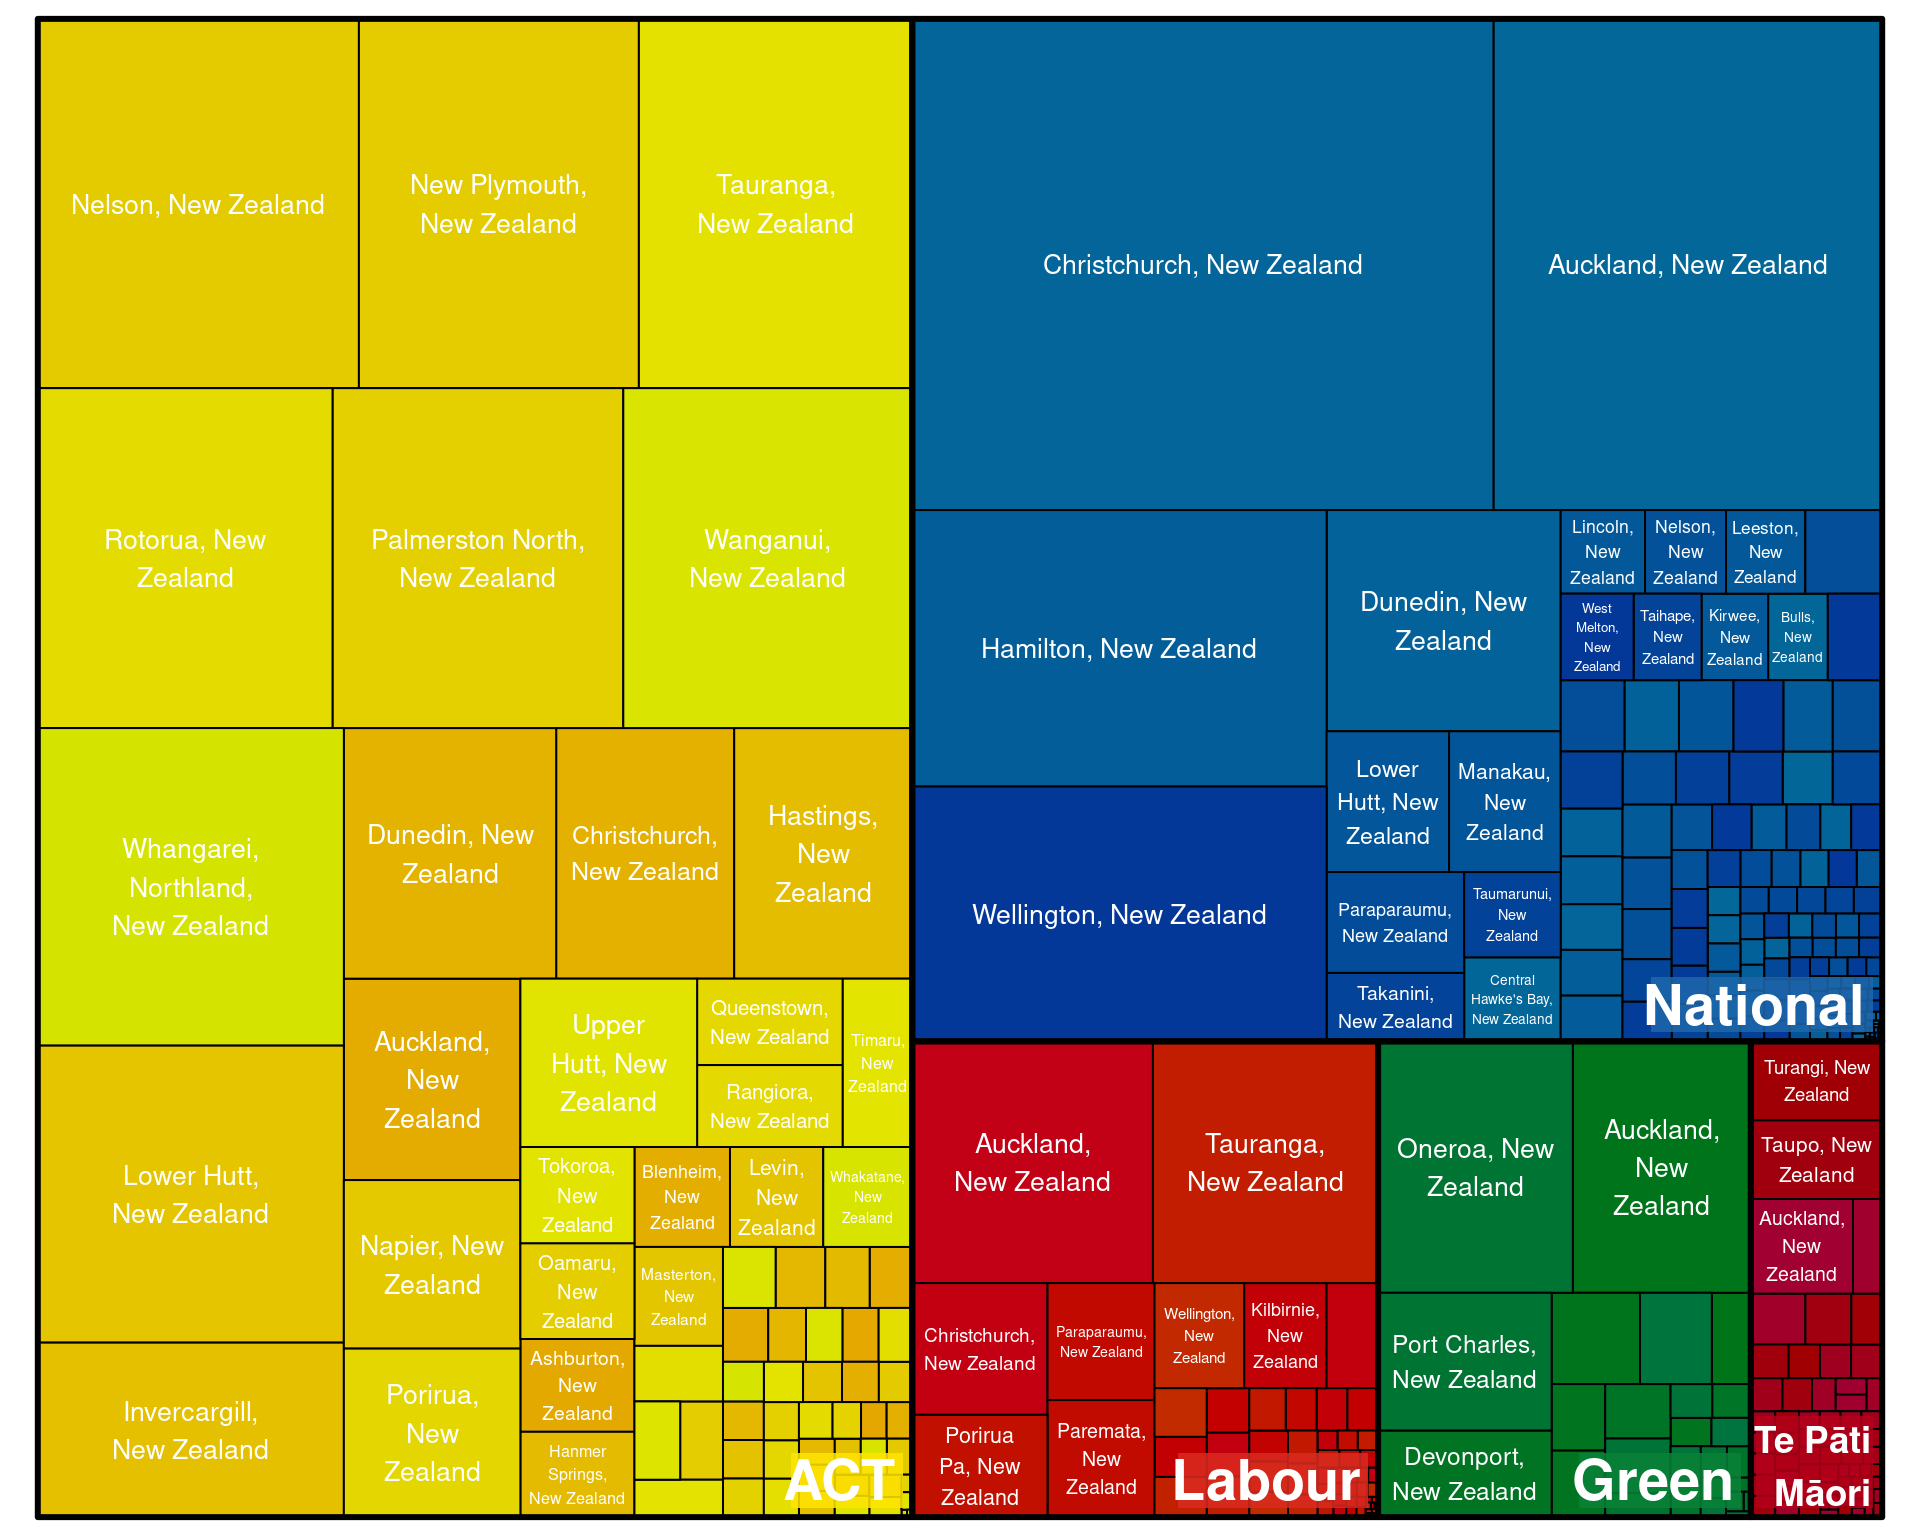 Nelson, New Zealand
New Plymouth,
New Zealand
Tauranga,
New Zealand
Rotorua, New
Zealand
Palmerston North,
New Zealand
Wanganui,
New Zealand
Whangarei,
Northland,
New Zealand
Dunedin, New
Zealand
Christchurch,
New Zealand
Hastings,
New
Zealand
Lower Hutt,
New Zealand
Invercargill,
New Zealand
Auckland,
New
Zealand
Napier, New
Zealand
Porirua,
New
Zealand
Upper
Hutt, New
Zealand
Queenstown,
New Zealand
Rangiora,
New Zealand
Timaru,
New
Zealand
Tokoroa,
New
Zealand
Blenheim,
New
Zealand
Levin,
New
Zealand
Whakatane,
New
Zealand
Oamaru,
New
Zealand
Masterton,
New
Zealand
Ashburton,
New
Zealand
Hanmer
Springs,
New Zealand
ACT
Christchurch, New Zealand
Auckland, New Zealand
Hamilton, New Zealand
Wellington, New Zealand
Dunedin, New
Zealand
Lower
Hutt, New
Zealand
Manakau,
New
Zealand
Paraparaumu,
New Zealand
Taumarunui,
New
Zealand
Takanini,
New Zealand
Central
Hawke's Bay,
New Zealand
Lincoln,
New
Zealand
Nelson,
New
Zealand
Leeston,
New
Zealand
West
Melton,
New
Zealand
Taihape,
New
Zealand
Kirwee,
New
Zealand
Bulls,
New
Zealand
National
Auckland,
New Zealand
Tauranga,
New Zealand
Christchurch,
New Zealand
Paraparaumu,
New Zealand
Wellington,
New
Zealand
Kilbirnie,
New
Zealand
Porirua
Pa, New
Zealand
Paremata,
New
Zealand
Labour
Oneroa, New
Zealand
Auckland,
New
Zealand
Port Charles,
New Zealand
Devonport,
New Zealand
Green
Turangi, New
Zealand
Taupo, New
Zealand
Auckland,
New
Zealand
Te Pāti
Māori